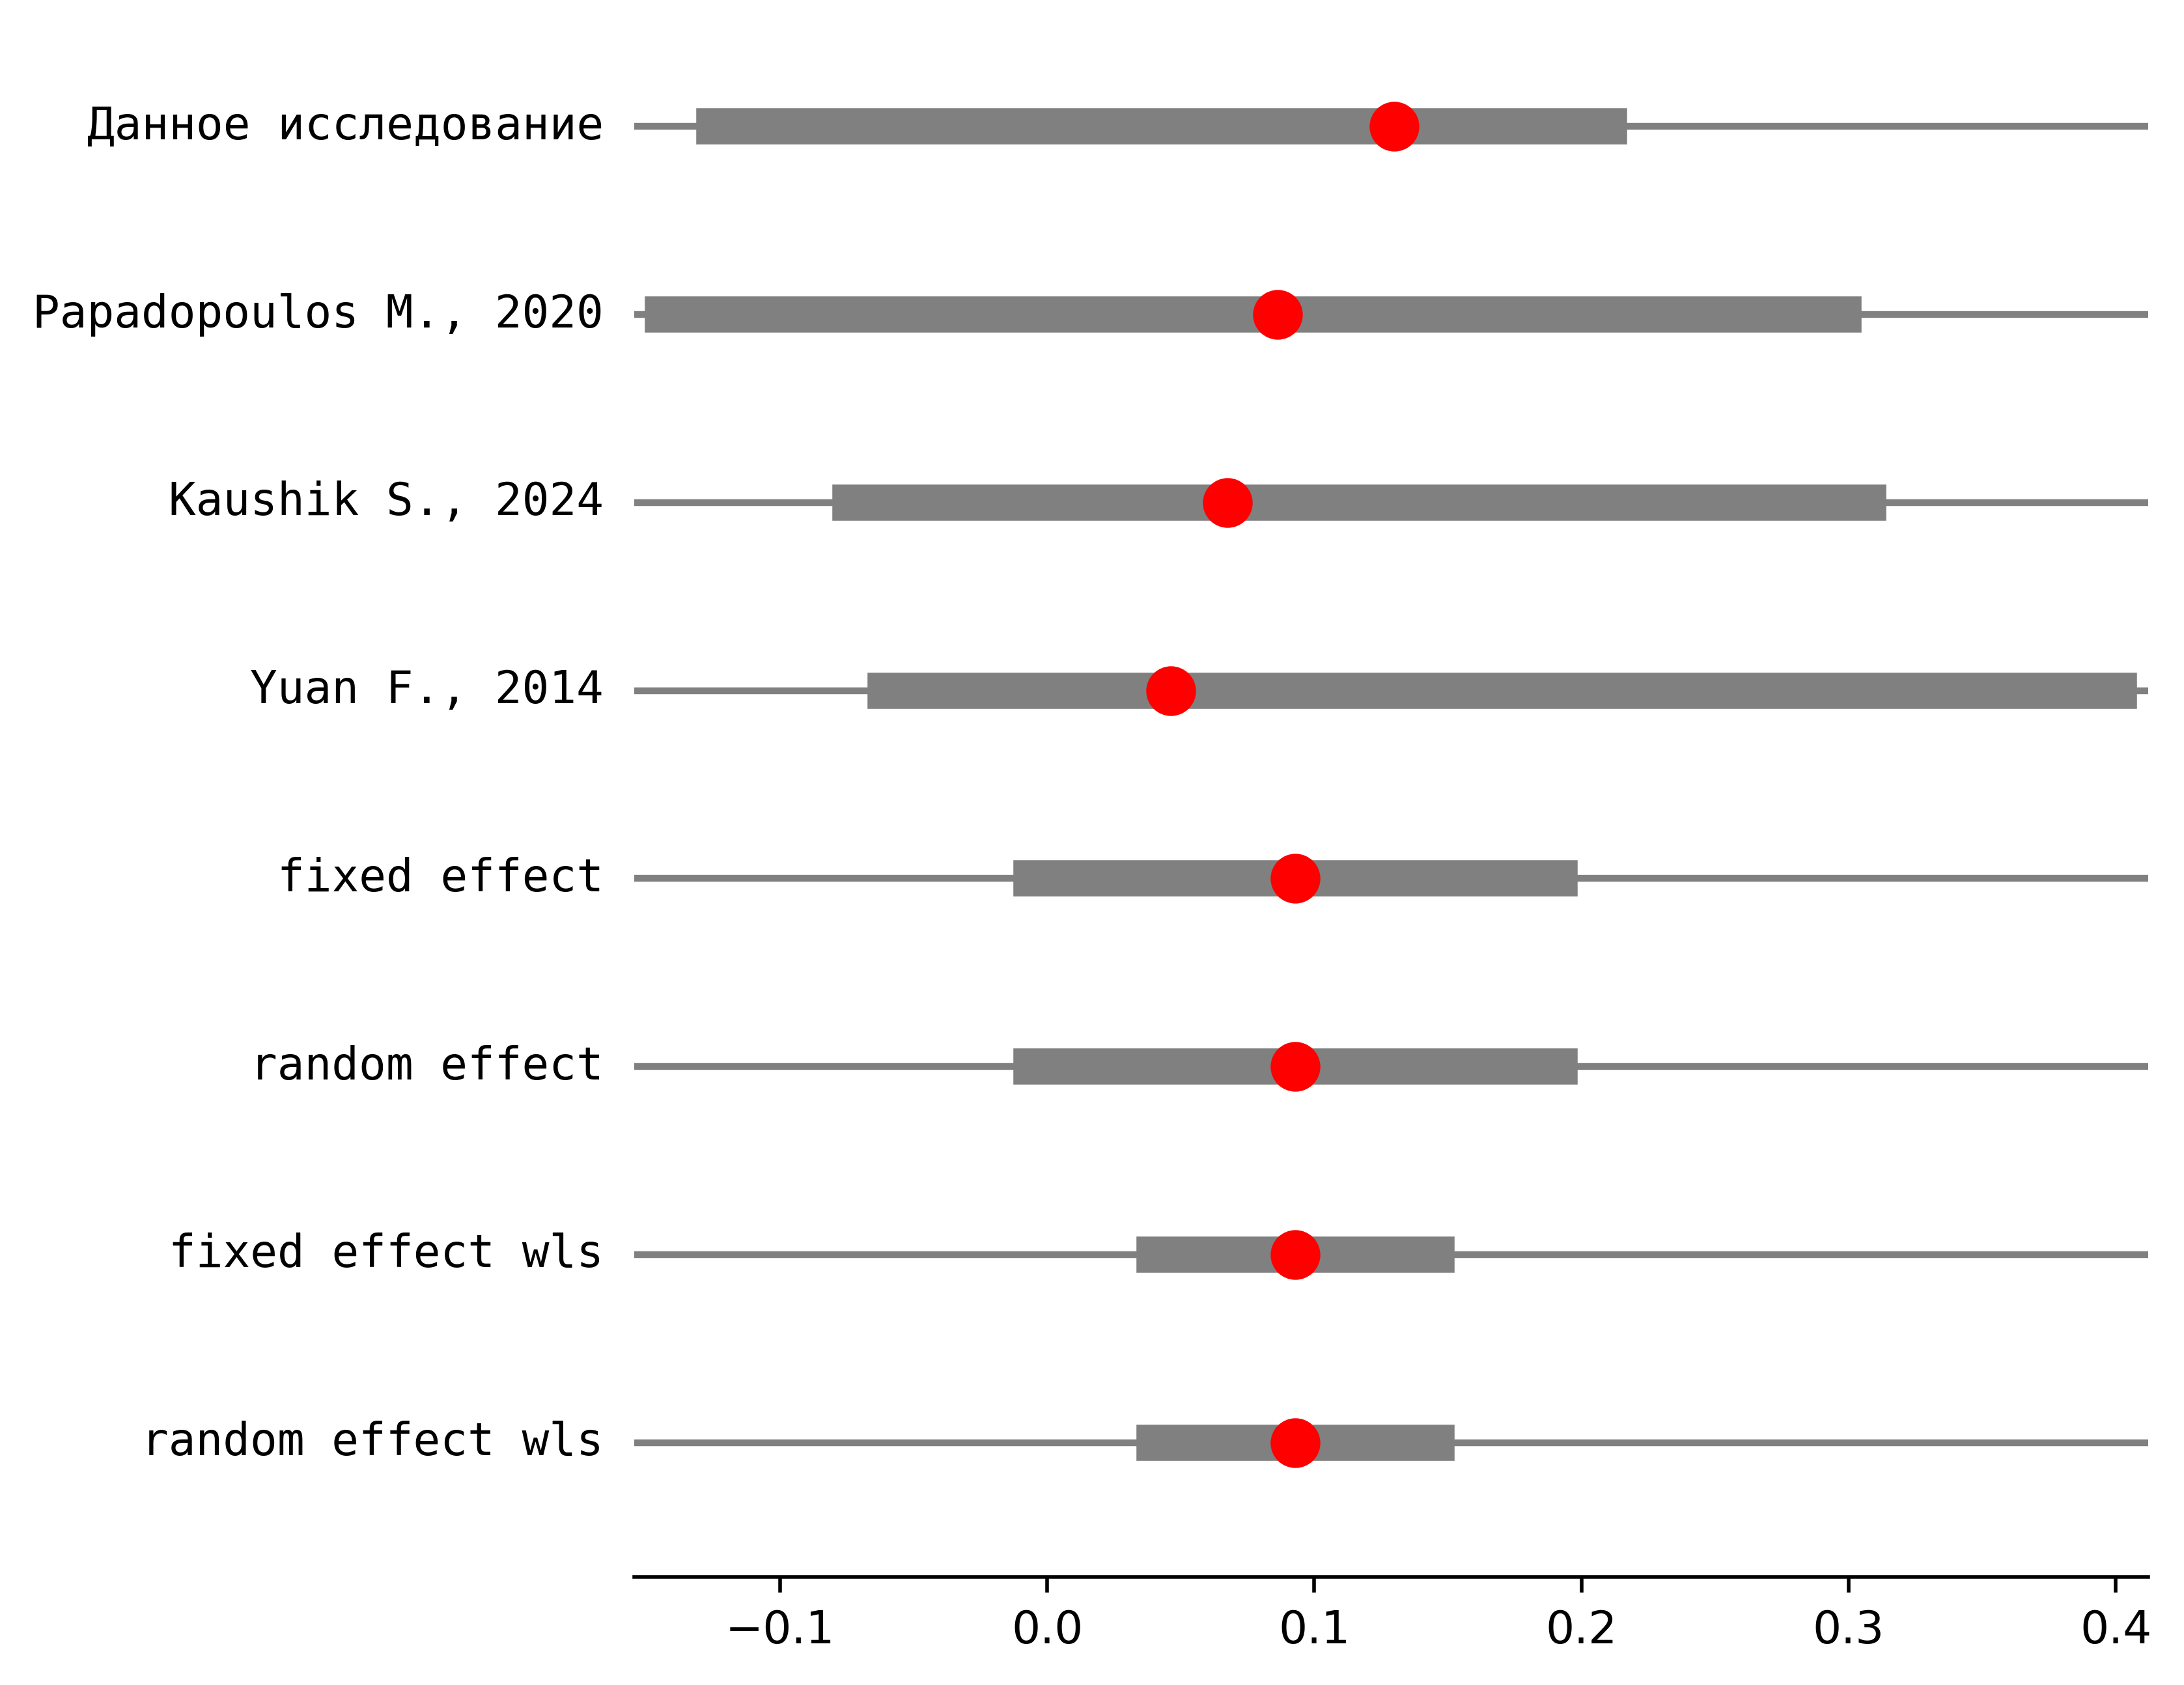 Данное исследование
Papadopoulos M., 2020
Kaushik S., 2024
Yuan F., 2014
fixed effect
random effect
fixed effect wls
random effect wls
−0.1 0.0 0.1 0.2 0.3 0.4